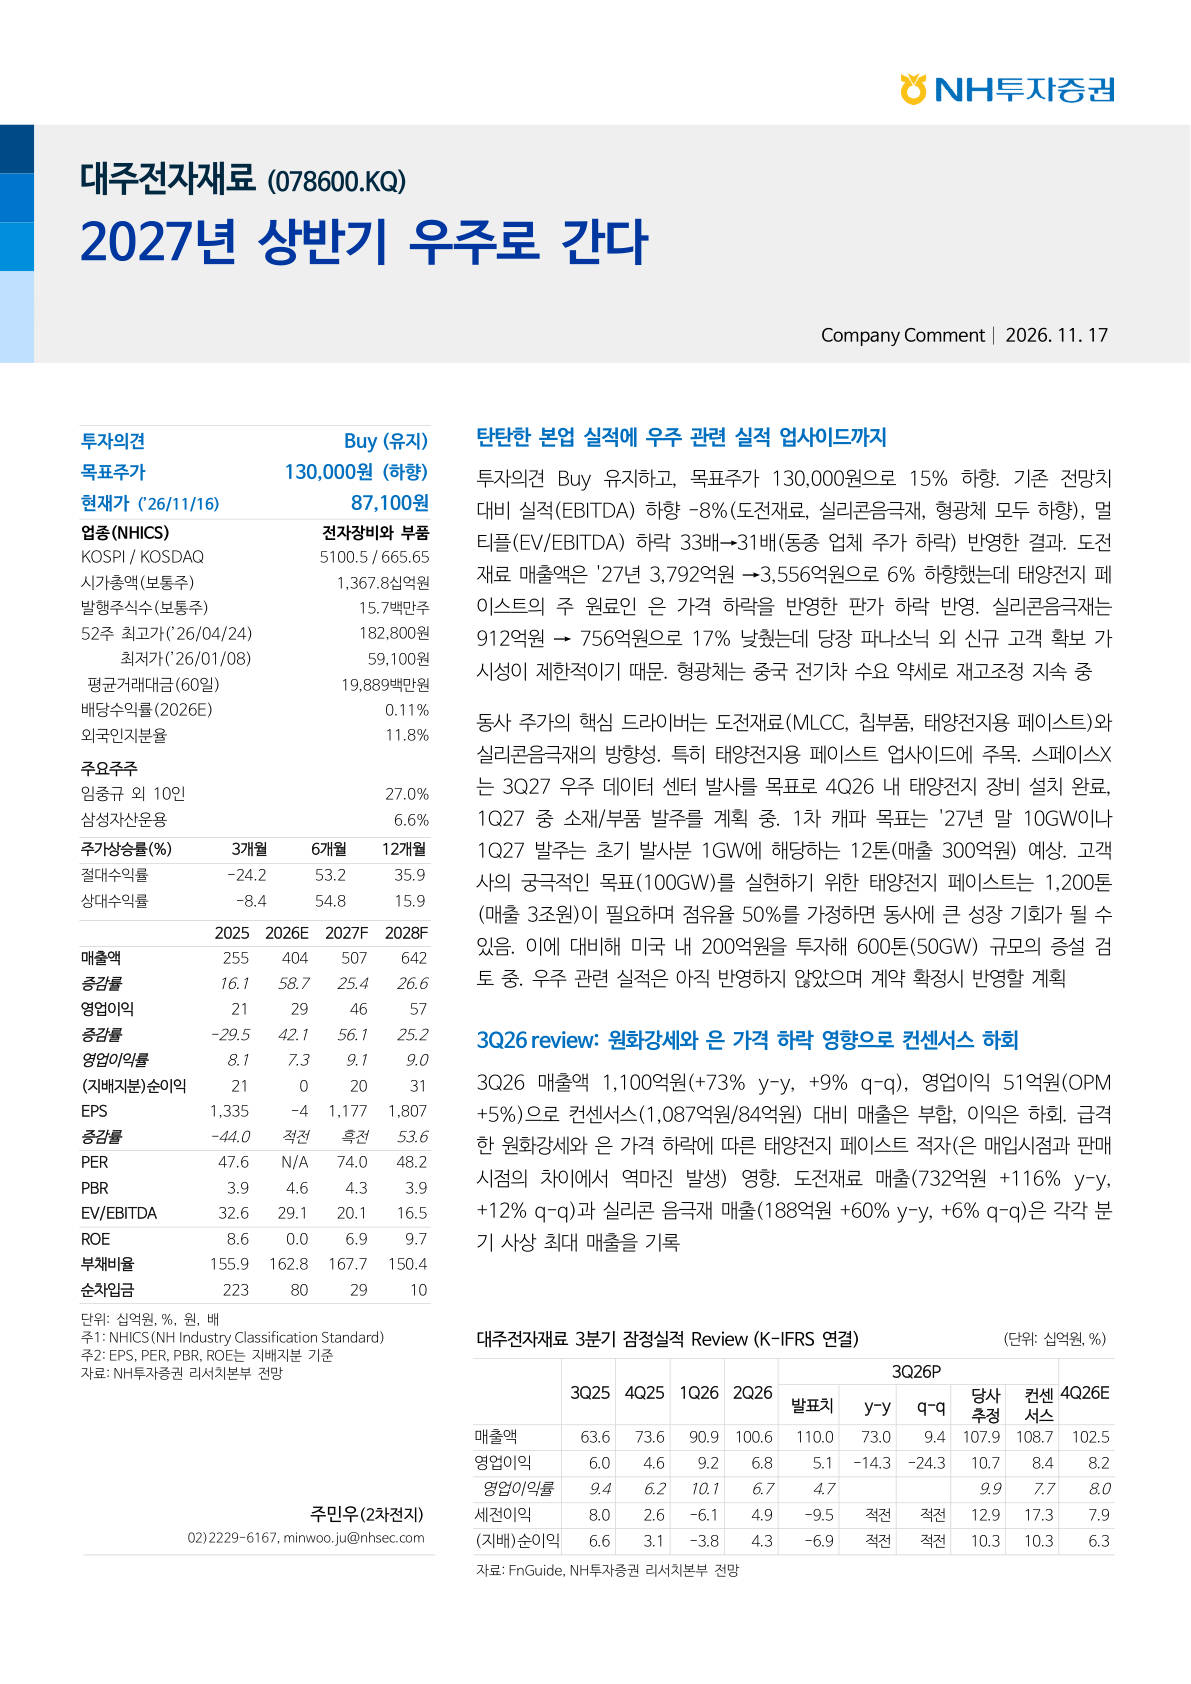 NH투자증권
대주전자재료 (078600.KQ)
2027년 상반기 우주로 간다
Company Comment | 2026. 11. 17
투자의견 Buy (유지)
목표주가 130,000원 (하향)
현재가 ('26/11/16) 87,100원
업종(NHICS) 전자장비와 부품
KOSPI / KOSDAQ 5100.5 / 665.65
시가총액(보통주) 1,367.8십억원
발행주식수(보통주) 15.7백만주
52주 최고가('26/04/24) 182,800원
최저가('26/01/08) 59,100원
평균거래대금(60일) 19,889백만원
배당수익률(2026E) 0.11%
외국인지분율 11.8%
주요주주
임중규 외 10인 27.0%
삼성자산운용 6.6%
주가상승률(%) 3개월 6개월 12개월
절대수익률 -24.2 53.2 35.9
상대수익률 -8.4 54.8 15.9
2025 2026E 2027F 2028F
매출액 255 404 507 642
증감률 16.1 58.7 25.4 26.6
영업이익 21 29 46 57
증감률 -29.5 42.1 56.1 25.2
영업이익률 8.1 7.3 9.1 9.0
(지배지분)순이익 21 0 20 31
EPS 1,335 -4 1,177 1,807
증감률 -44.0 적전 흑전 53.6
PER 47.6 N/A 74.0 48.2
PBR 3.9 4.6 4.3 3.9
EV/EBITDA 32.6 29.1 20.1 16.5
ROE 8.6 0.0 6.9 9.7
부채비율 155.9 162.8 167.7 150.4
순차입금 223 80 29 10
단위: 십억원, %, 원, 배
주1: NHICS(NH Industry Classification Standard)
주2: EPS, PER, PBR, ROE는 지배지분 기준
자료: NH투자증권 리서치본부 전망
주민우(2차전지)
02)2229-6167, minwoo.ju@nhsec.com
탄탄한 본업 실적에 우주 관련 실적 업사이드까지
투자의견 Buy 유지하고, 목표주가 130,000원으로 15% 하향. 기존 전망치
대비 실적(EBITDA) 하향 -8%(도전재료, 실리콘음극재, 형광체 모두 하향), 멀
티플(EV/EBITDA) 하락 33배→31배(동종 업체 주가 하락) 반영한 결과. 도전
재료 매출액은 '27년 3,792억원 →3,556억원으로 6% 하향했는데 태양전지 페
이스트의 주 원료인 은 가격 하락을 반영한 판가 하락 반영. 실리콘음극재는
912억원 → 756억원으로 17% 낮췄는데 당장 파나소닉 외 신규 고객 확보 가
시성이 제한적이기 때문. 형광체는 중국 전기차 수요 약세로 재고조정 지속 중
동사 주가의 핵심 드라이버는 도전재료(MLCC, 칩부품, 태양전지용 페이스트)와
실리콘음극재의 방향성. 특히 태양전지용 페이스트 업사이드에 주목. 스페이스X
는 3Q27 우주 데이터 센터 발사를 목표로 4Q26 내 태양전지 장비 설치 완료,
1Q27 중 소재/부품 발주를 계획 중. 1차 캐파 목표는 '27년 말 10GW이나
1Q27 발주는 초기 발사분 1GW에 해당하는 12톤(매출 300억원) 예상. 고객
사의 궁극적인 목표(100GW)를 실현하기 위한 태양전지 페이스트는 1,200톤
(매출 3조원)이 필요하며 점유율 50%를 가정하면 동사에 큰 성장 기회가 될 수
있음. 이에 대비해 미국 내 200억원을 투자해 600톤(50GW) 규모의 증설 검
토 중. 우주 관련 실적은 아직 반영하지 않았으며 계약 확정시 반영할 계획
3Q26 review: 원화강세와 은 가격 하락 영향으로 컨센서스 하회
3Q26 매출액 1,100억원(+73% y-y, +9% q-q), 영업이익 51억원(OPM
+5%)으로 컨센서스(1,087억원/84억원) 대비 매출은 부합, 이익은 하회. 급격
한 원화강세와 은 가격 하락에 따른 태양전지 페이스트 적자(은 매입시점과 판매
시점의 차이에서 역마진 발생) 영향. 도전재료 매출(732억원 +116% y-y,
+12% q-q)과 실리콘 음극재 매출(188억원 +60% y-y, +6% q-q)은 각각 분
기 사상 최대 매출을 기록
대주전자재료 3분기 잠정실적 Review (K-IFRS 연결) (단위: 십억원, %)
3Q26P
3Q25 4Q25 1Q26 2Q26 발표치 y-y q-q 당사추정 컨센서스 4Q26E
매출액 63.6 73.6 90.9 100.6 110.0 73.0 9.4 107.9 108.7 102.5
영업이익 6.0 4.6 9.2 6.8 5.1 -14.3 -24.3 10.7 8.4 8.2
영업이익률 9.4 6.2 10.1 6.7 4.7 9.9 7.7 8.0
세전이익 8.0 2.6 -6.1 4.9 -9.5 적전 적전 12.9 17.3 7.9
(지배)순이익 6.6 3.1 -3.8 4.3 -6.9 적전 적전 10.3 10.3 6.3
자료: FnGuide, NH투자증권 리서치본부 전망